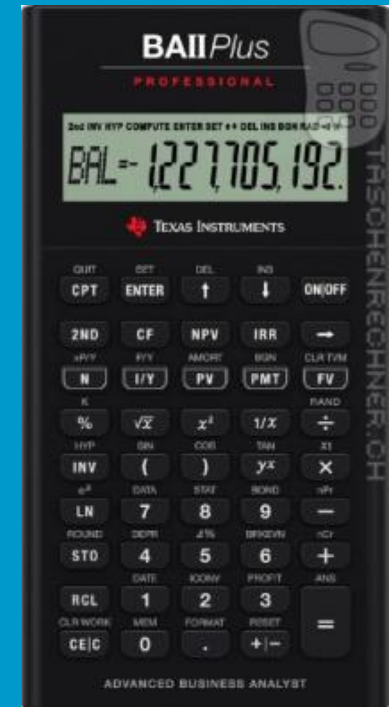 BAII Plus
PROFESSIONAL
2nd INV HYP COMPUTE ENTER SET ♦♦ DEL INS BGN RAD
BAL=-1,227,705,192.
TEXAS INSTRUMENTS
QUIT SET DEL INS
CPT ENTER ↑ ↓ ON|OFF
2ND CF NPV IRR →
xP/Y P/Y AMORT BGN CLR TVM
N I/Y PV PMT FV
K RAND
% √x x² 1/x ÷
HYP SIN COS TAN x!
INV ( ) yˣ ×
eˣ DATA STAT BOND nPr
LN 7 8 9 −
ROUND DEPR Δ% BRKEVN nCr
STO 4 5 6 +
DATE ICONV PROFIT ANS
RCL 1 2 3
CLR WORK MEM FORMAT RESET
CE|C 0 . +|− =
ADVANCED BUSINESS ANALYST
TASCHENRECHNER.CH